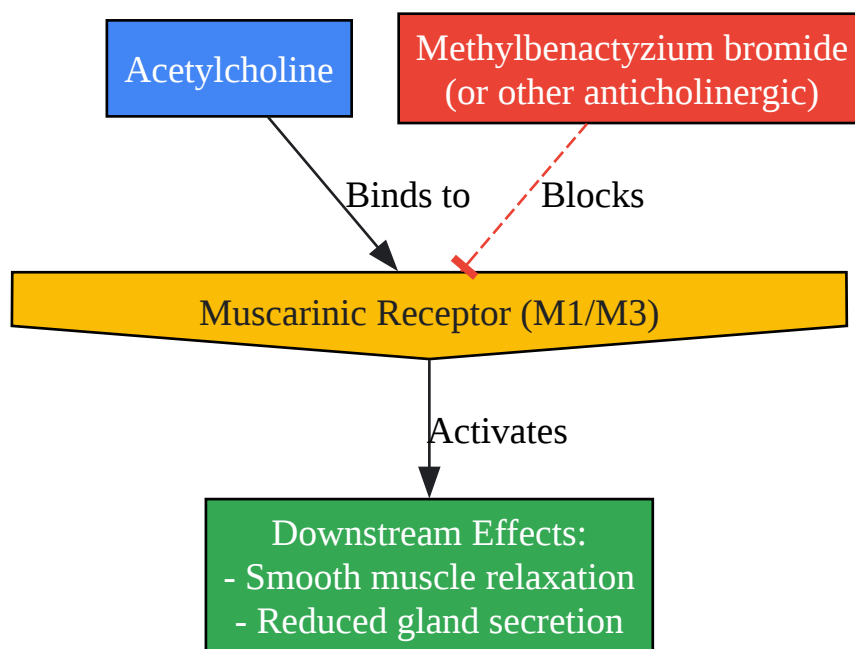 Acetylcholine
Methylbenactyzium bromide
(or other anticholinergic)
Binds to
Blocks
Muscarinic Receptor (M1/M3)
Activates
Downstream Effects:
- Smooth muscle relaxation
- Reduced gland secretion